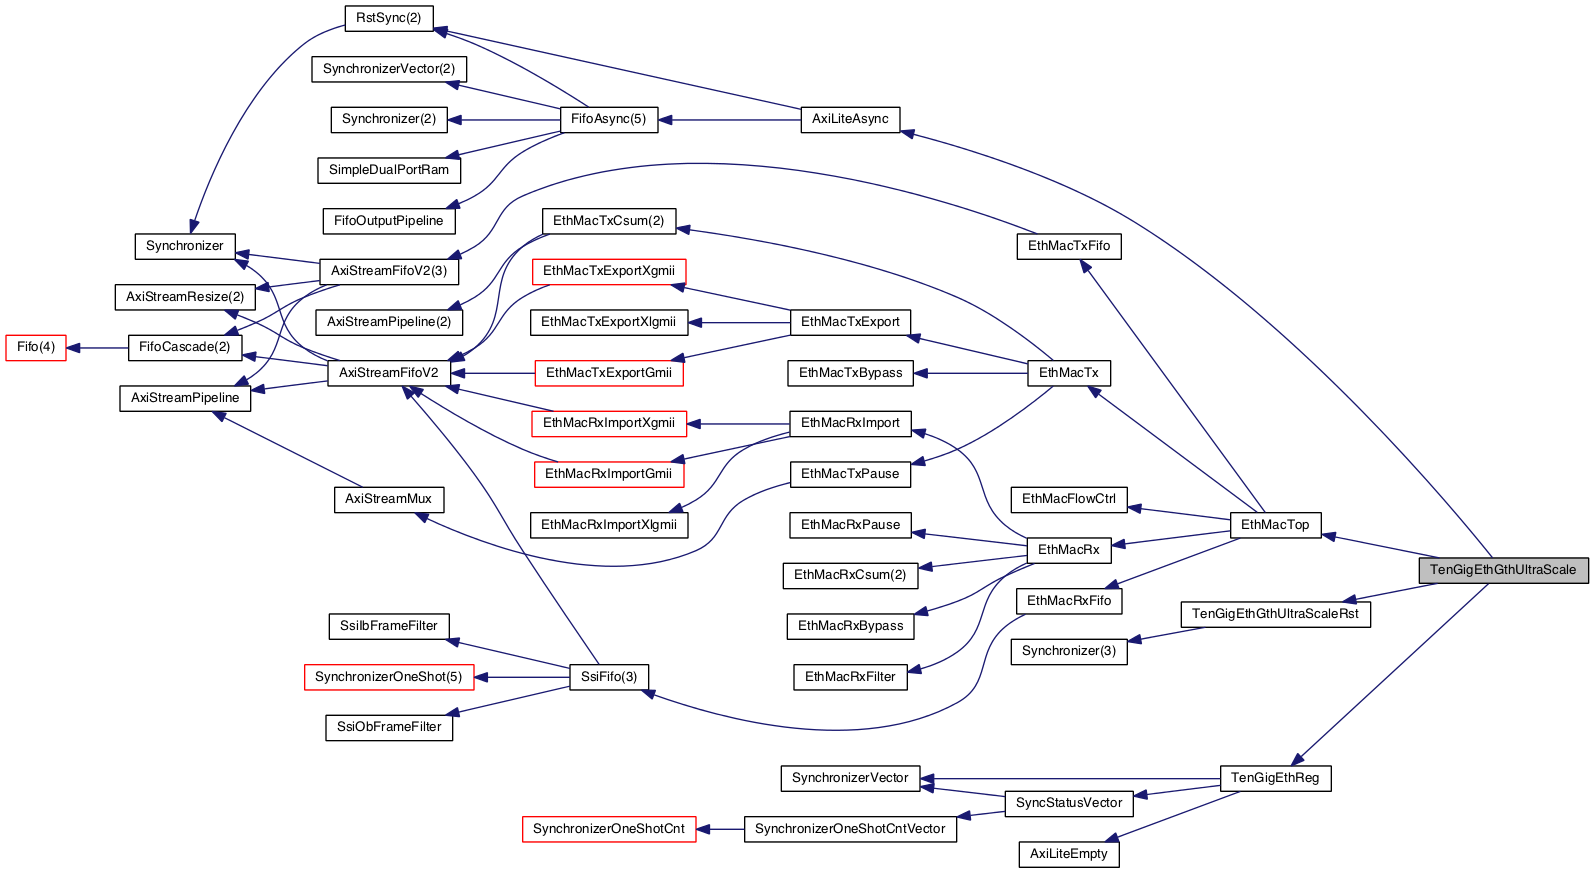 RstSync(2)
SynchronizerVector(2)
Synchronizer(2)
FifoAsync(5)
AxiLiteAsync
SimpleDualPortRam
FifoOutputPipeline
EthMacTxCsum(2)
Synchronizer
EthMacTxFifo
AxiStreamFifoV2(3)
EthMacTxExportXgmii
AxiStreamResize(2)
AxiStreamPipeline(2)
EthMacTxExportXlgmii
EthMacTxExport
Fifo(4)
FifoCascade(2)
AxiStreamFifoV2
EthMacTxExportGmii
EthMacTxBypass
EthMacTx
AxiStreamPipeline
EthMacRxImportXgmii
EthMacRxImport
EthMacRxImportGmii
EthMacTxPause
AxiStreamMux
EthMacFlowCtrl
EthMacRxImportXlgmii
EthMacRxPause
EthMacTop
EthMacRx
TenGigEthGthUltraScale
EthMacRxCsum(2)
EthMacRxFifo
TenGigEthGthUltraScaleRst
SsiIbFrameFilter
EthMacRxBypass
Synchronizer(3)
SynchronizerOneShot(5)
SsiFifo(3)
EthMacRxFilter
SsiObFrameFilter
SynchronizerVector
TenGigEthReg
SyncStatusVector
SynchronizerOneShotCnt
SynchronizerOneShotCntVector
AxiLiteEmpty